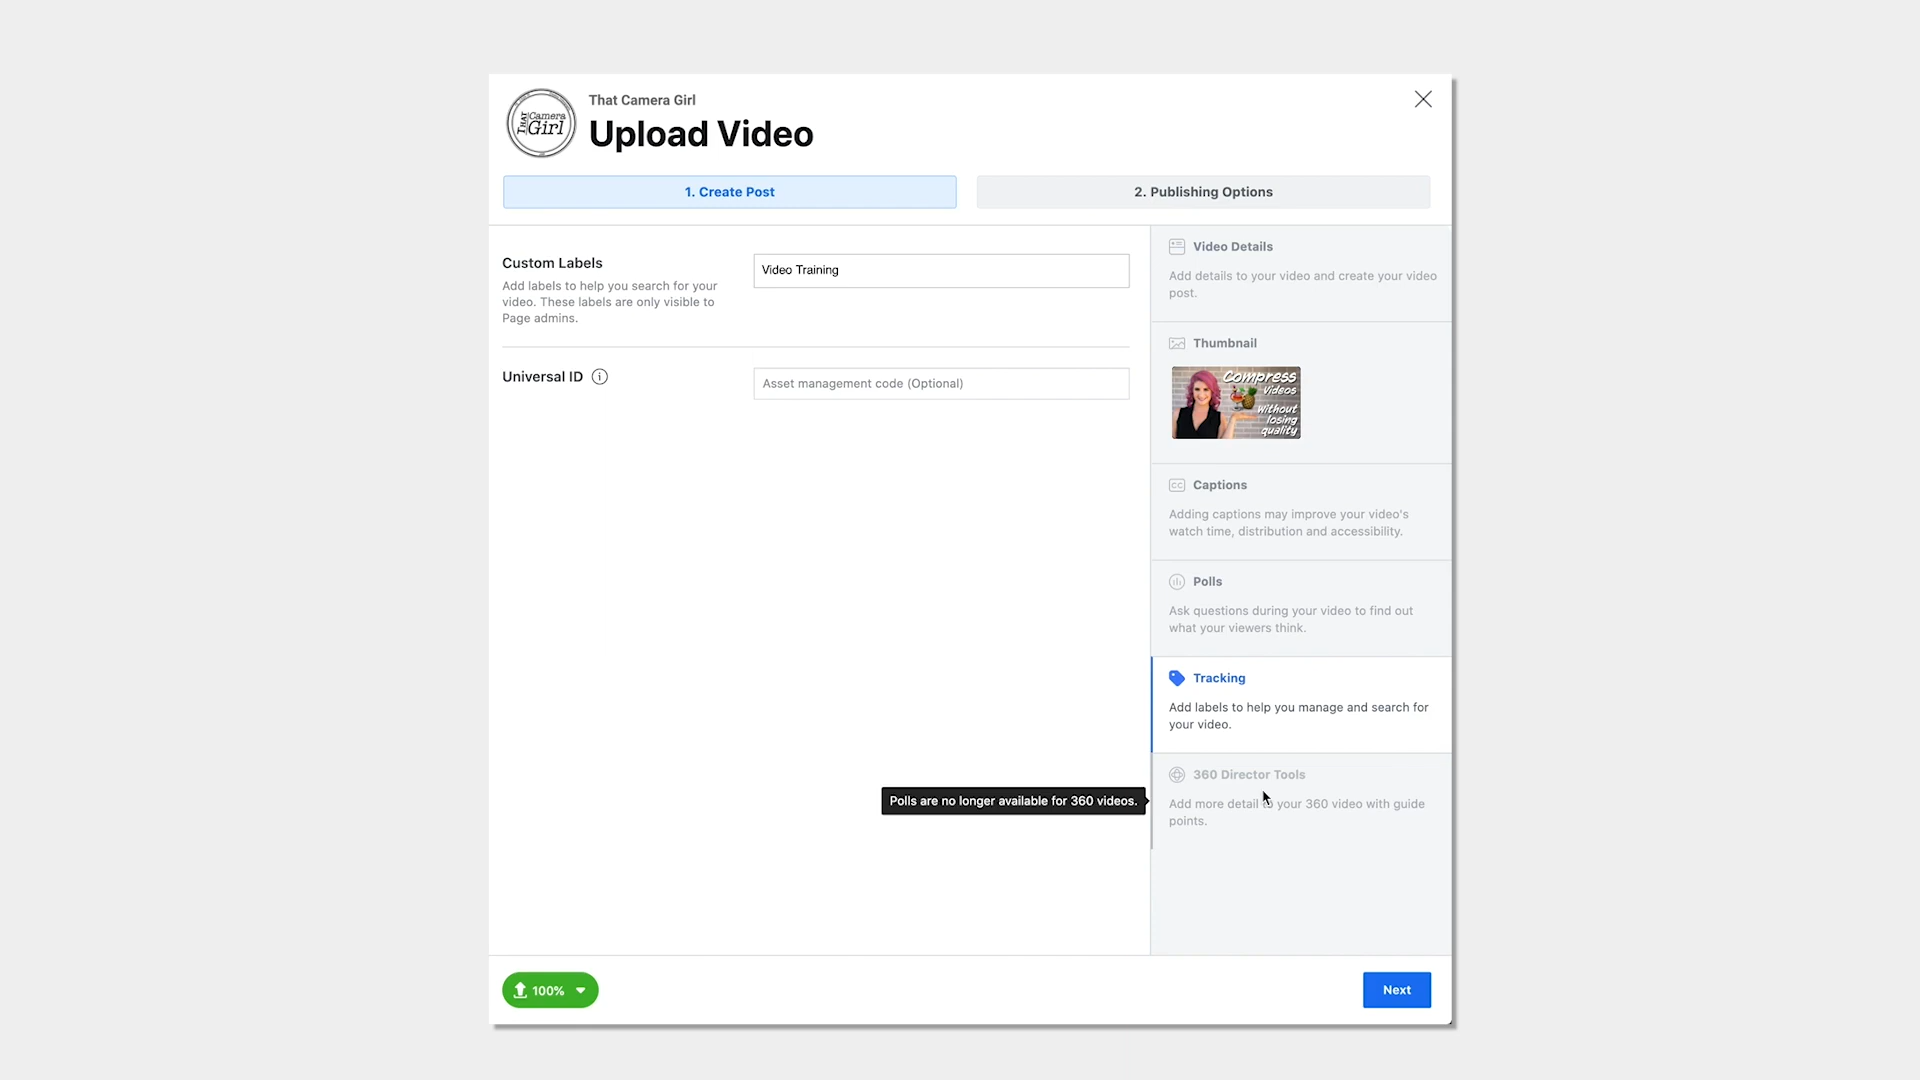 That Camera Girl
Upload Video
THAT
Camera
Girl
1. Create Post
2. Publishing Options
Custom Labels
Add labels to help you search for your
video. These labels are only visible to
Page admins.
Video Training
Universal ID
Asset management code (Optional)
Video Details
Add details to your video and create your video
post.
Thumbnail
Compress
Videos
Without
losing
quality
CC Captions
Adding captions may improve your video's
watch time, distribution and accessibility.
Polls
Ask questions during your video to find out
what your viewers think.
Tracking
Add labels to help you manage and search for
your video.
360 Director Tools
Add more detail to your 360 video with guide
points.
Polls are no longer available for 360 videos.
100%
Next